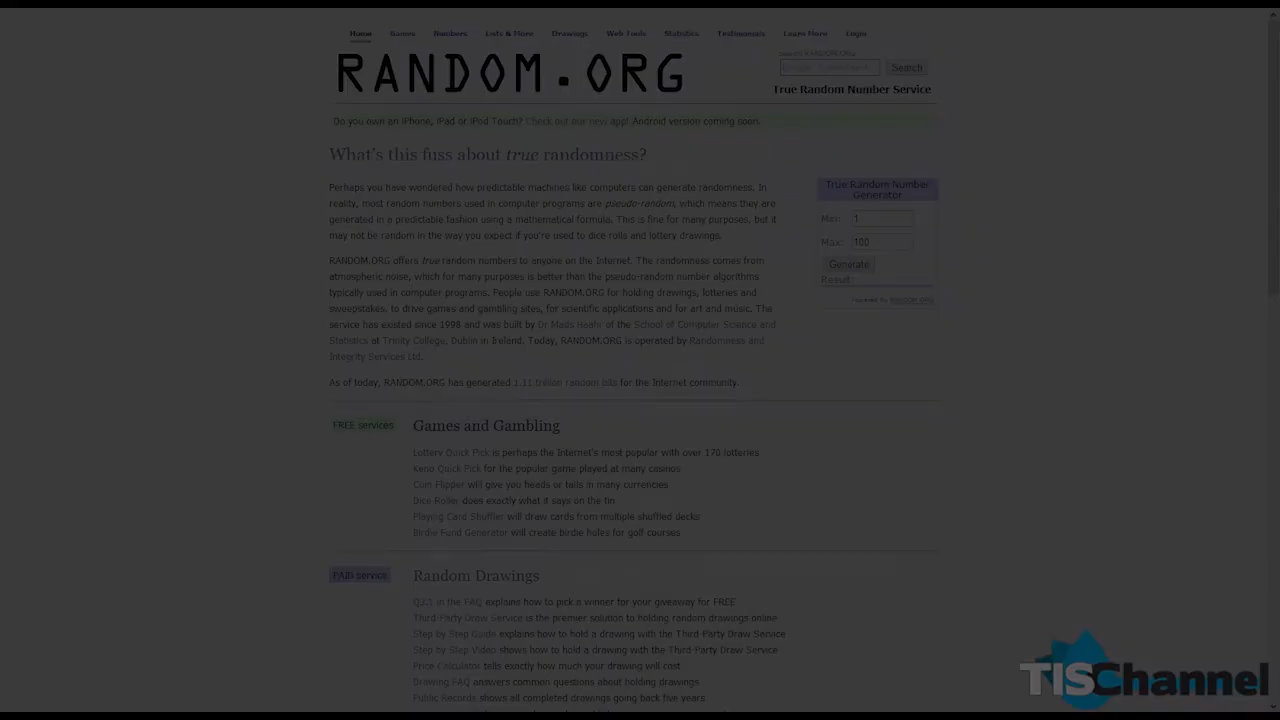 Home Games Numbers Lists & More Drawings Web Tools Statistics Testimonials Learn More Login
RANDOM.ORG
Search RANDOM.ORG
Search
True Random Number Service
Do you own an iPhone, iPad or iPod Touch? Check out our new app! Android version coming soon.
What's this fuss about true randomness?
Perhaps you have wondered how predictable machines like computers can generate randomness. In
reality, most random numbers used in computer programs are pseudo-random, which means they are
generated in a predictable fashion using a mathematical formula. This is fine for many purposes, but it
may not be random in the way you expect if you're used to dice rolls and lottery drawings.
RANDOM.ORG offers true random numbers to anyone on the Internet. The randomness comes from
atmospheric noise, which for many purposes is better than the pseudo-random number algorithms
typically used in computer programs. People use RANDOM.ORG for holding drawings, lotteries and
sweepstakes, to drive games and gambling sites, for scientific applications and for art and music. The
service has existed since 1998 and was built by Dr Mads Haahr of the School of Computer Science and
Statistics at Trinity College, Dublin in Ireland. Today, RANDOM.ORG is operated by Randomness and
Integrity Services Ltd.
As of today, RANDOM.ORG has generated 1.11 trillion random bits for the Internet community.
True Random Number
Generator
Min: 1
Max: 100
Generate
Result:
Powered by RANDOM.ORG
FREE services
Games and Gambling
Lottery Quick Pick is perhaps the Internet's most popular with over 170 lotteries
Keno Quick Pick for the popular game played at many casinos
Coin Flipper will give you heads or tails in many currencies
Dice Roller does exactly what it says on the tin
Playing Card Shuffler will draw cards from multiple shuffled decks
Birdie Fund Generator will create birdie holes for golf courses
PAID service
Random Drawings
Q3.1 in the FAQ explains how to pick a winner for your giveaway for FREE
Third-Party Draw Service is the premier solution to holding random drawings online
Step by Step Guide explains how to hold a drawing with the Third-Party Draw Service
Step by Step Video shows how to hold a drawing with the Third-Party Draw Service
Price Calculator tells exactly how much your drawing will cost
Drawing FAQ answers common questions about holding drawings
Public Records shows all completed drawings going back five years
TISChannel